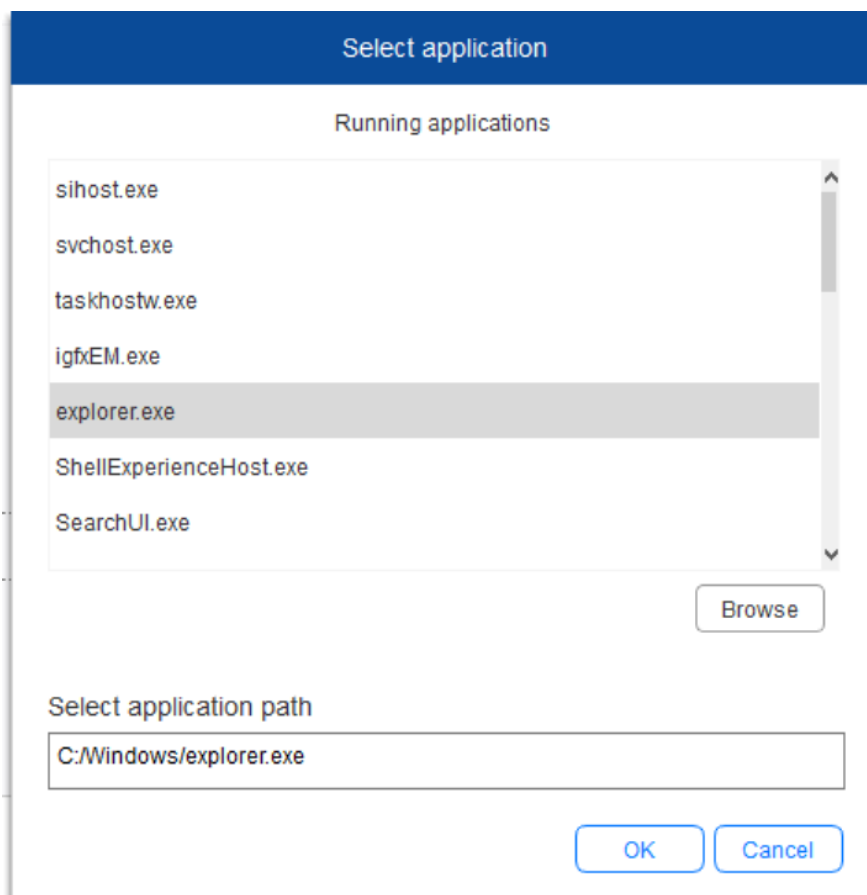 Select application
Running applications
sihost.exe
svchost.exe
taskhostw.exe
igfxEM.exe
explorer.exe
ShellExperienceHost.exe
SearchUI.exe
Browse
Select application path
C:/Windows/explorer.exe
OK Cancel